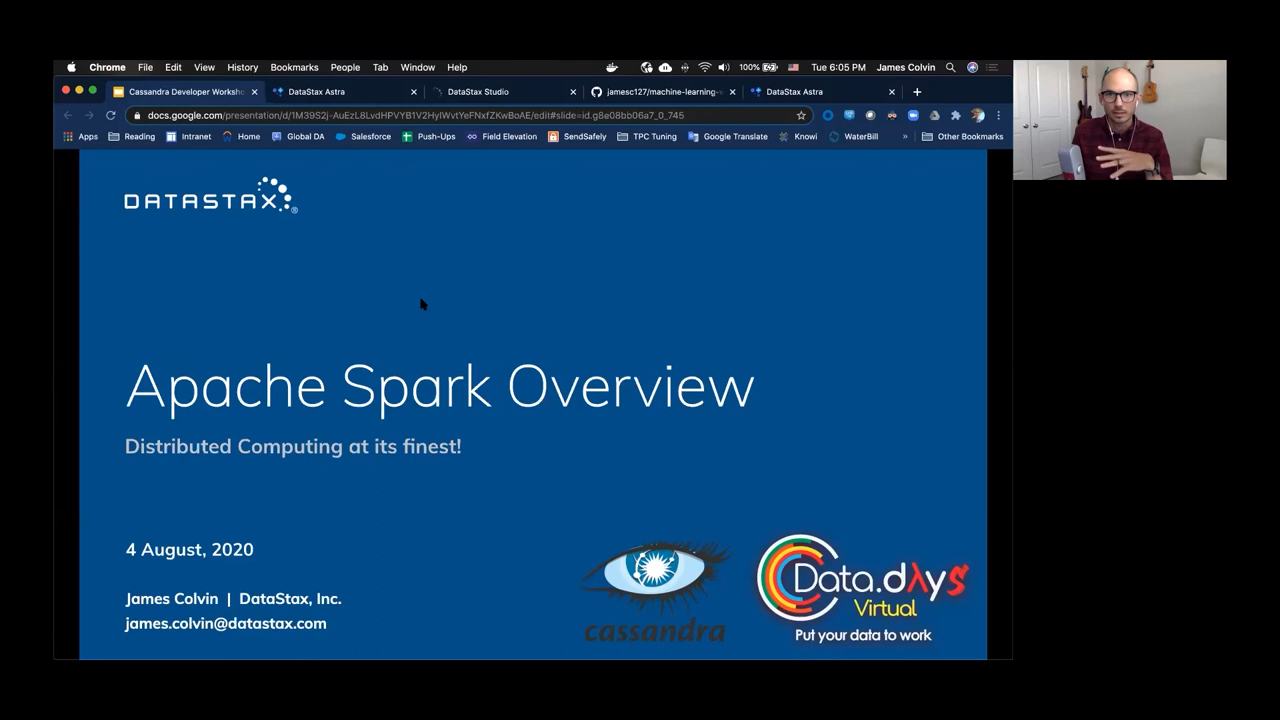 Chrome File Edit View History Bookmarks People Tab Window Help 100% Tue 6:05 PM James Colvin
Cassandra Developer Worksho DataStax Astra DataStax Studio jamesc127/machine-learning- DataStax Astra
docs.google.com/presentation/d/1M39S2j-AuEzL8LvdHPVYB1V2HyIWvtYeFNxfZKwBoAE/edit#slide=id.g8e08bb06a7_0_745
Apps Reading Intranet Home Global DA Salesforce Push-Ups Field Elevation SendSafely TPC Tuning Google Translate Knowi WaterBill » Other Bookmarks
DATASTAX®
Apache Spark Overview
Distributed Computing at its finest!
4 August, 2020
James Colvin | DataStax, Inc.
james.colvin@datastax.com
cassandra
Data.dAys
Virtual
Put your data to work